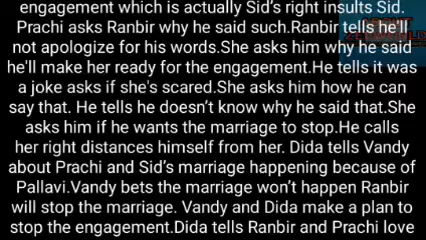 engagement which is actually Sid's right insults Sid.
Prachi asks Ranbir why he said such.Ranbir tells he'll
not apologize for his words.She asks him why he said
he'll make her ready for the engagement.He tells it was
a joke asks if she's scared.She asks him how he can
say that. He tells he doesn't know why he said that.She
asks him if he wants the marriage to stop.He calls
her right distances himself from her. Dida tells Vandy
about Prachi and Sid's marriage happening because of
Pallavi.Vandy bets the marriage won't happen Ranbir
will stop the marriage. Vandy and Dida make a plan to
stop the engagement.Dida tells Ranbir and Prachi love